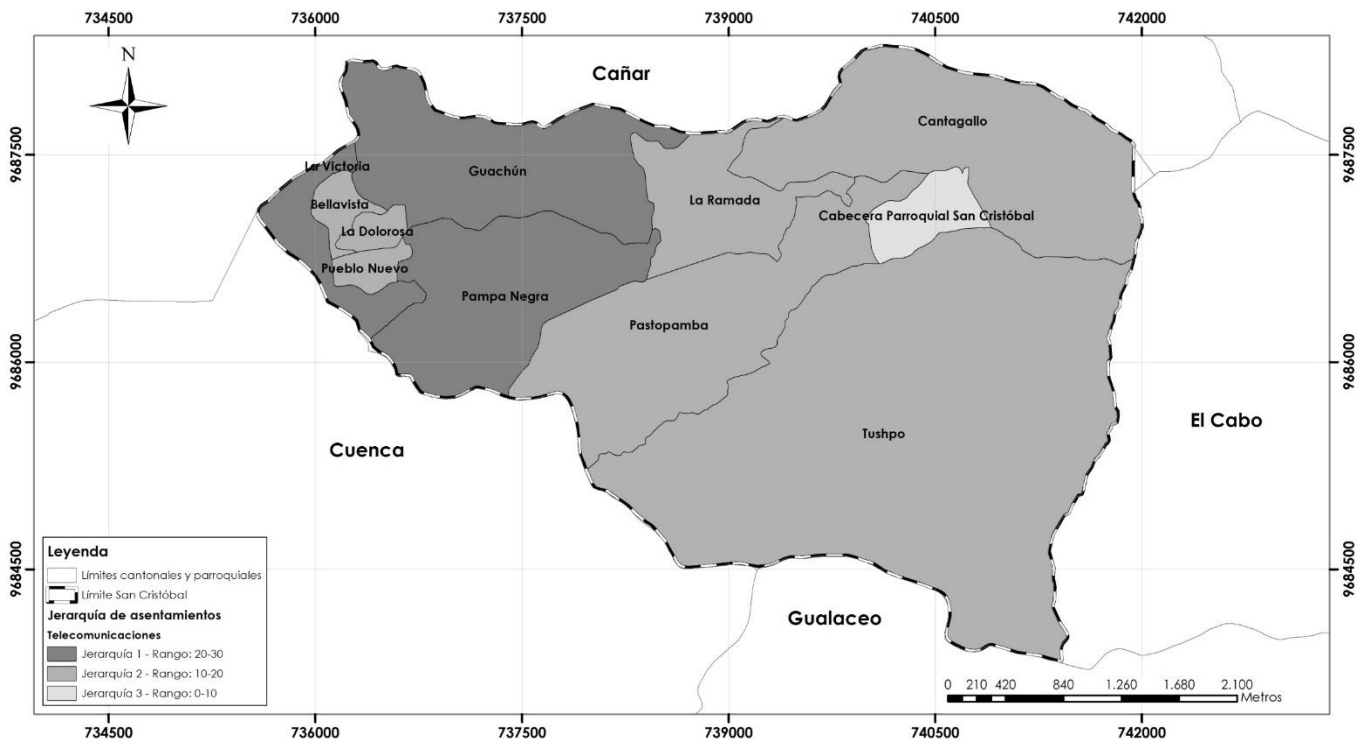 734500 736000 737500 739000 740500 742000
N
Cañar
Cantagallo
9687500 9687500
La Victoria
Guachún
La Ramada
Bellavista
Cabecera Parroquial San Cristóbal
La Dolorosa
Pueblo Nuevo
Pampa Negra
Pastopamba
9686000 9686000
El Cabo
Tushpo
Cuenca
Leyenda
Límites cantonales y parroquiales
Límite San Cristóbal
Jerarquía de asentamientos
Telecomunicaciones
Jerarquía 1 - Rango: 20-30
Jerarquía 2 - Rango: 10-20
Jerarquía 3 - Rango: 0-10
9684500 9684500
Gualaceo
0 210 420 840 1.260 1.680 2.100
Metros
734500 736000 737500 739000 740500 742000